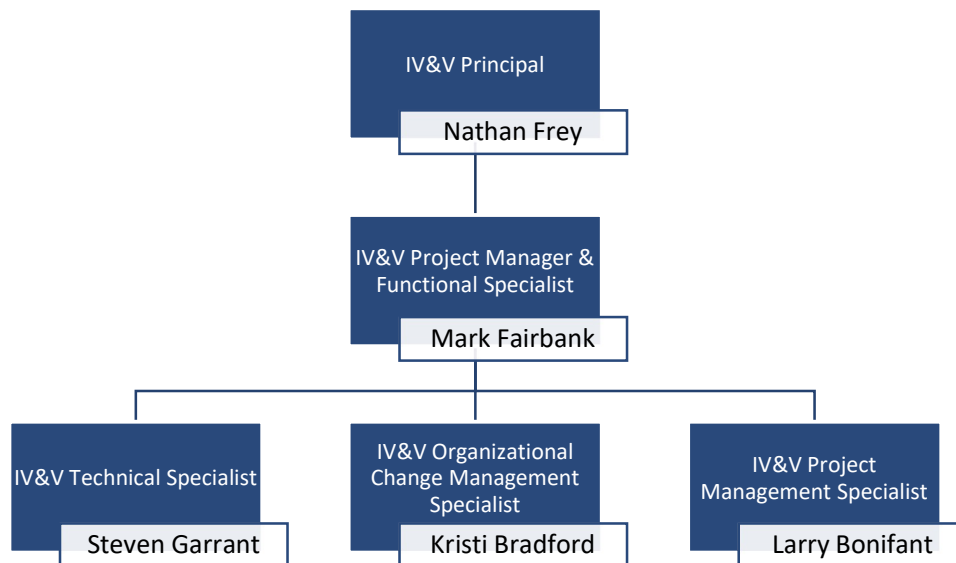 IV&V Principal
Nathan Frey
IV&V Project Manager &
Functional Specialist
Mark Fairbank
IV&V Technical Specialist
Steven Garrant
IV&V Organizational
Change Management
Specialist
Kristi Bradford
IV&V Project
Management Specialist
Larry Bonifant